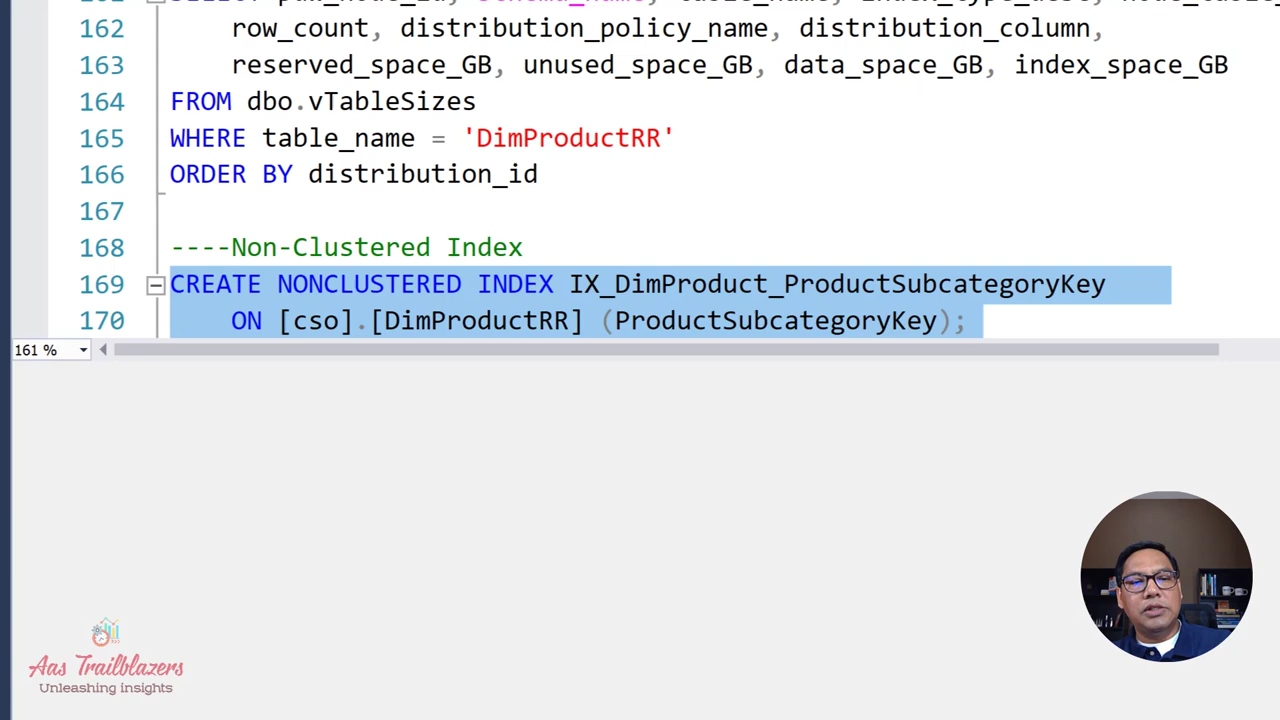 162 row_count, distribution_policy_name, distribution_column,
163 reserved_space_GB, unused_space_GB, data_space_GB, index_space_GB
164 FROM dbo.vTableSizes
165 WHERE table_name = 'DimProductRR'
166 ORDER BY distribution_id
167
168 ----Non-Clustered Index
169 CREATE NONCLUSTERED INDEX IX_DimProduct_ProductSubcategoryKey
170 ON [cso].[DimProductRR] (ProductSubcategoryKey);
161 %
Aas Trailblazers
Unleashing insights